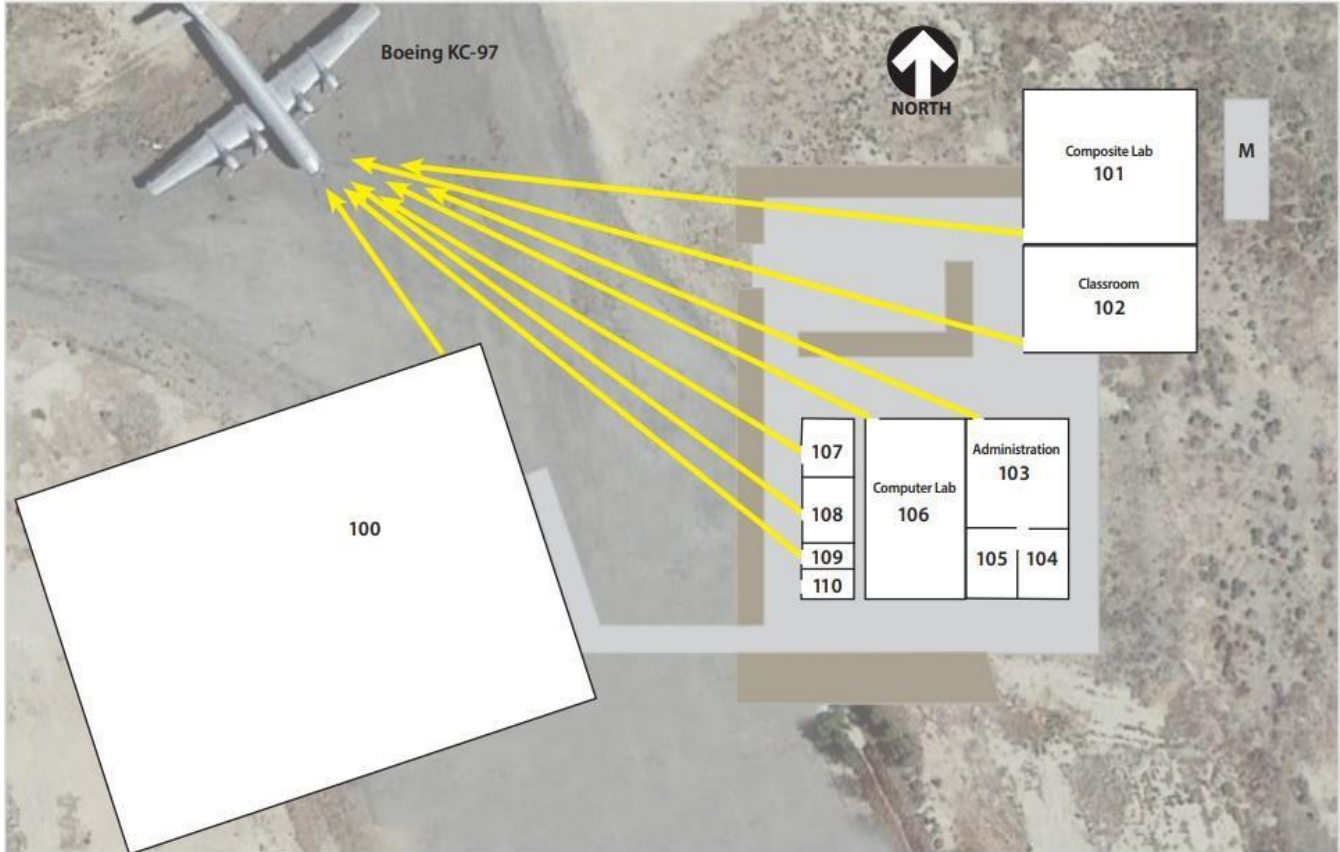 Boeing KC-97
NORTH
Composite Lab
101
M
Classroom
102
Administration
103
107
Computer Lab
106
108
100
109
105
104
110